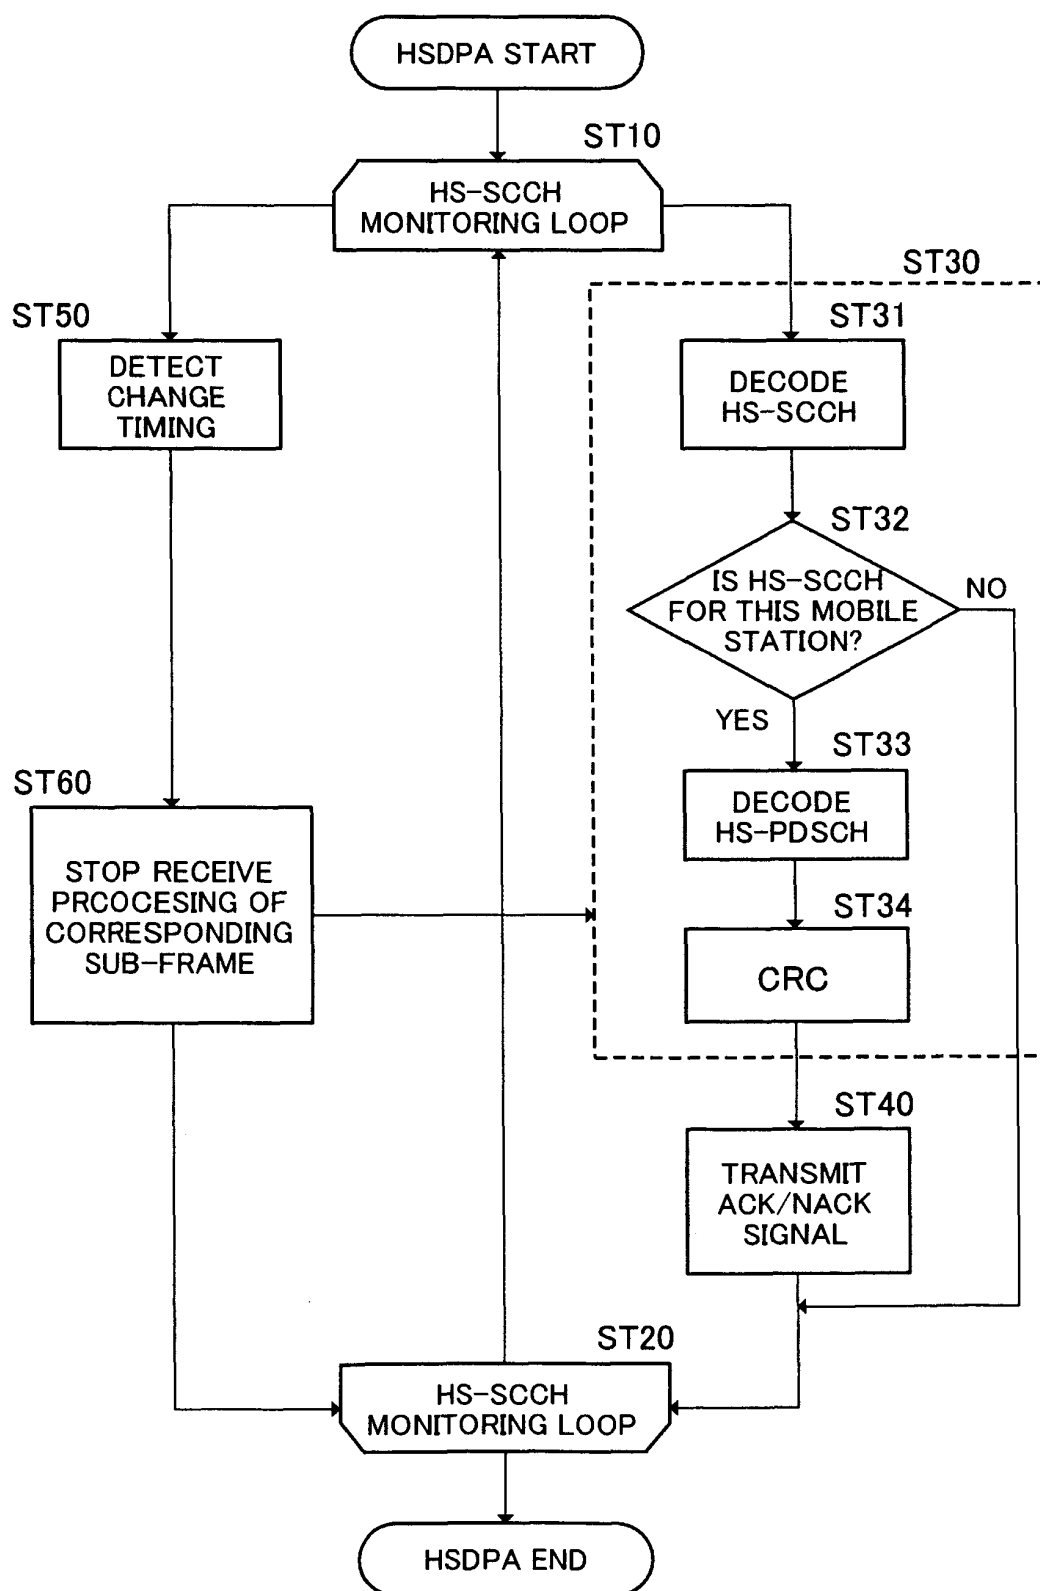 HSDPA START
ST10
HS-SCCH
MONITORING LOOP
ST30
ST50
DETECT
CHANGE
TIMING
ST31
DECODE
HS-SCCH
ST32
IS HS-SCCH
FOR THIS MOBILE
STATION?
NO
YES
ST33
DECODE
HS-PDSCH
ST60
STOP RECEIVE
PRCOCESING OF
CORRESPONDING
SUB-FRAME
ST34
CRC
ST40
TRANSMIT
ACK/NACK
SIGNAL
ST20
HS-SCCH
MONITORING LOOP
HSDPA END